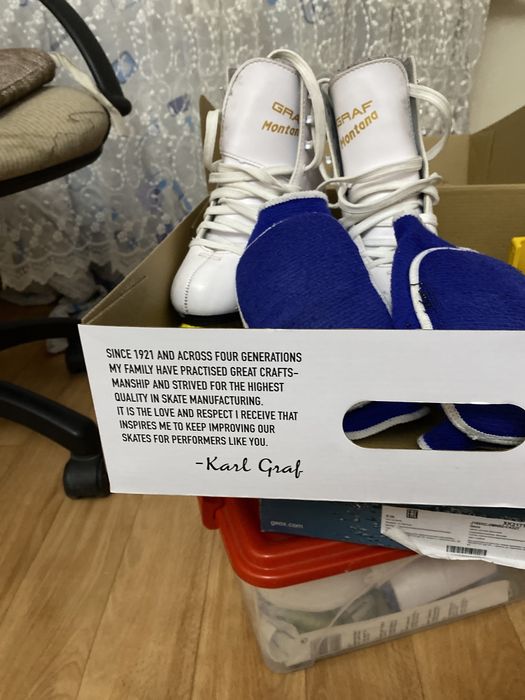 GRAF
Montana
GRAF
Montana
SINCE 1921 AND ACROSS FOUR GENERATIONS
MY FAMILY HAVE PRACTISED GREAT CRAFTS-
MANSHIP AND STRIVED FOR THE HIGHEST
QUALITY IN SKATE MANUFACTURING.
IT IS THE LOVE AND RESPECT I RECEIVE THAT
INSPIRES ME TO KEEP IMPROVING OUR
SKATES FOR PERFORMERS LIKE YOU.
-Karl Graf
geox.com